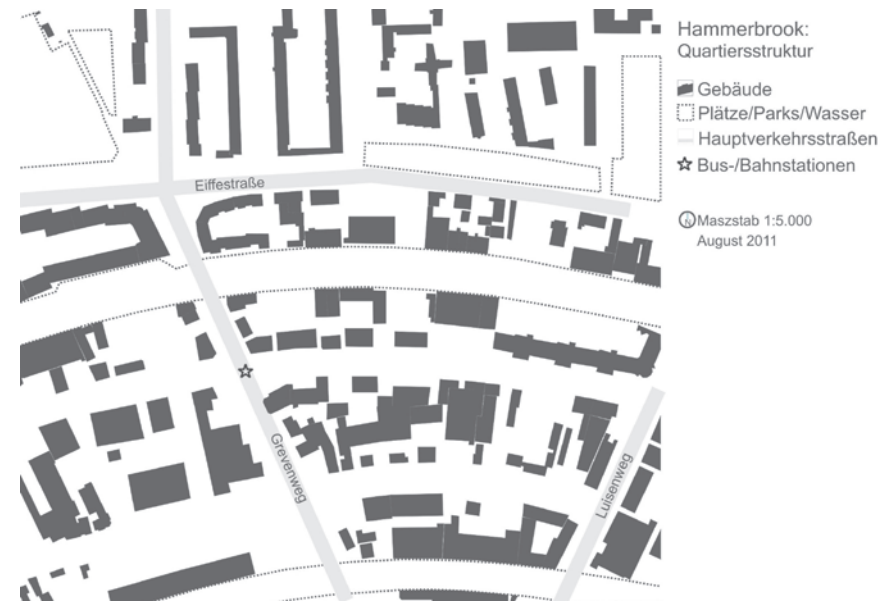 Hammerbrook:
Quartiersstruktur
Gebäude
Plätze/Parks/Wasser
Hauptverkehrsstraßen
Bus-/Bahnstationen
Maszstab 1:5.000
August 2011
Eiffestraße
Grevenweg
Luisenweg